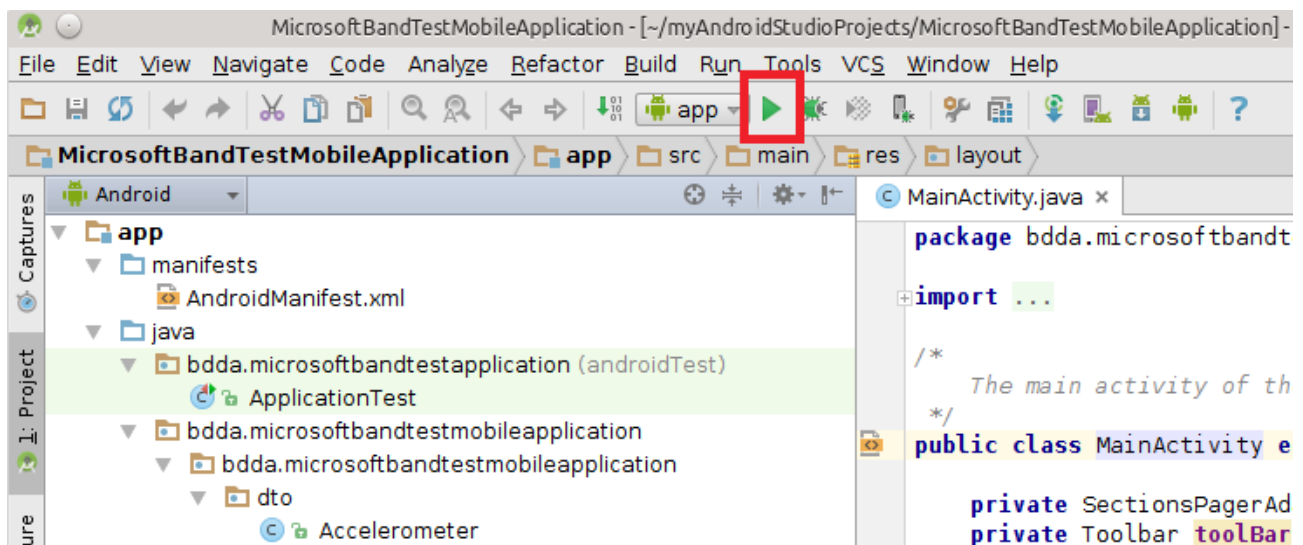 MicrosoftBandTestMobileApplication - [~/myAndroidStudioProjects/MicrosoftBandTestMobileApplication] -
File Edit View Navigate Code Analyze Refactor Build Run Tools VCS Window Help
app
?
MicrosoftBandTestMobileApplication app src main res layout
Captures
1: Project
Android
app
manifests
AndroidManifest.xml
java
bdda.microsoftbandtestapplication (androidTest)
ApplicationTest
bdda.microsoftbandtestmobileapplication
bdda.microsoftbandtestmobileapplication
dto
Accelerometer
MainActivity.java
package bdda.microsoftbandt
import ...
/*
The main activity of th
*/
public class MainActivity e
private SectionsPagerAd
private Toolbar toolBar